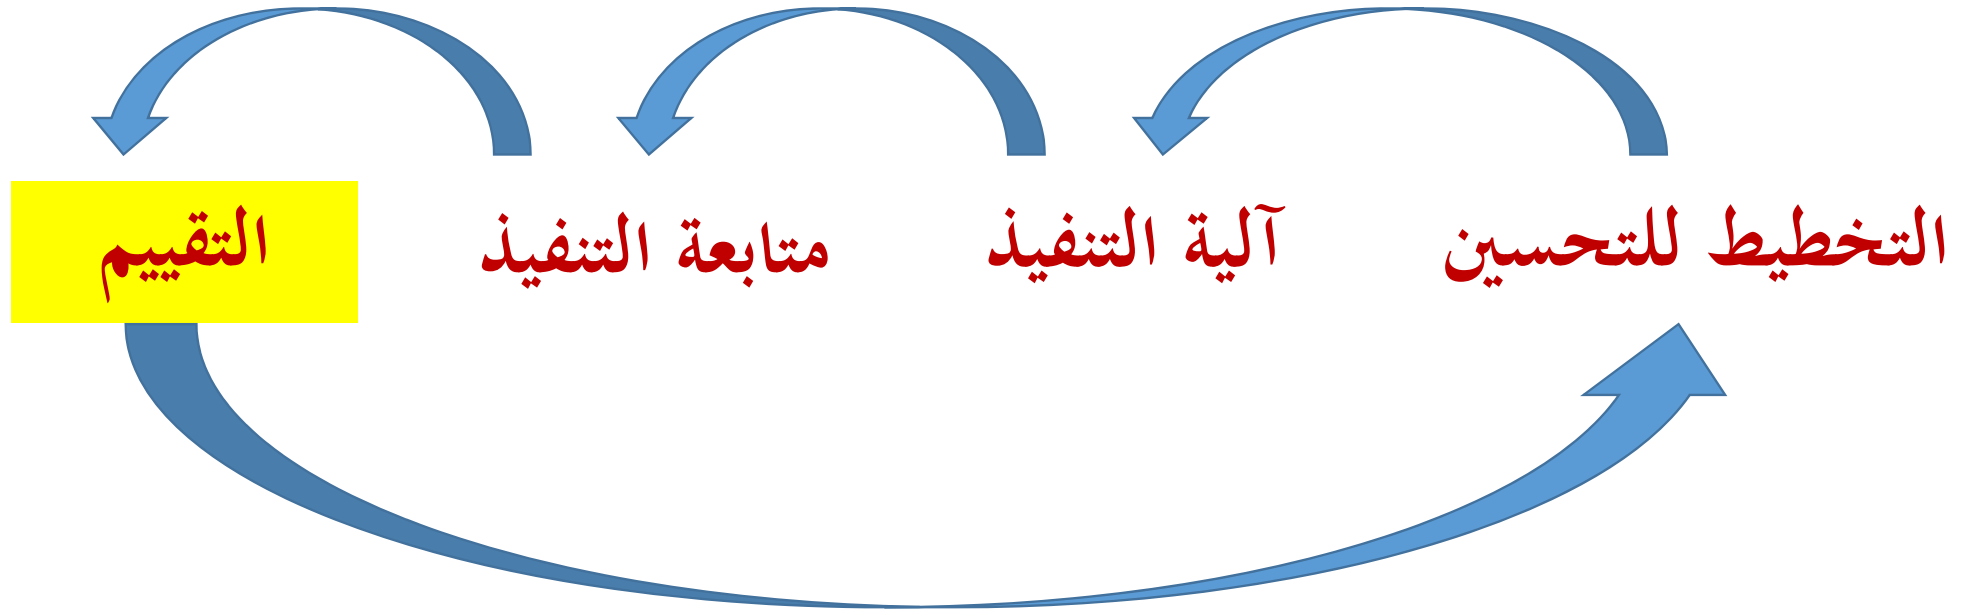 التخطيط للتحسين
آلية التنفيذ
متابعة التنفيذ
التقييم